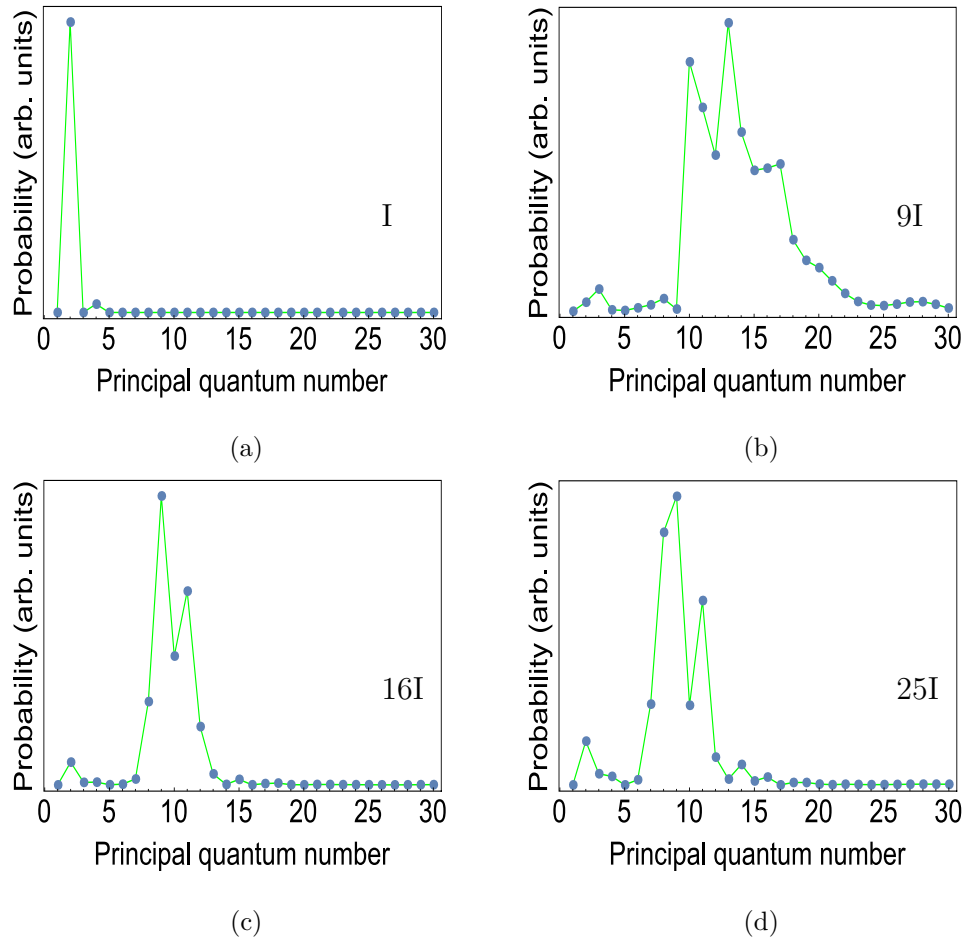 Probability (arb. units)
I
0 5 10 15 20 25 30
Principal quantum number
(a)
Probability (arb. units)
9I
0 5 10 15 20 25 30
Principal quantum number
(b)
Probability (arb. units)
16I
0 5 10 15 20 25 30
Principal quantum number
(c)
Probability (arb. units)
25I
0 5 10 15 20 25 30
Principal quantum number
(d)